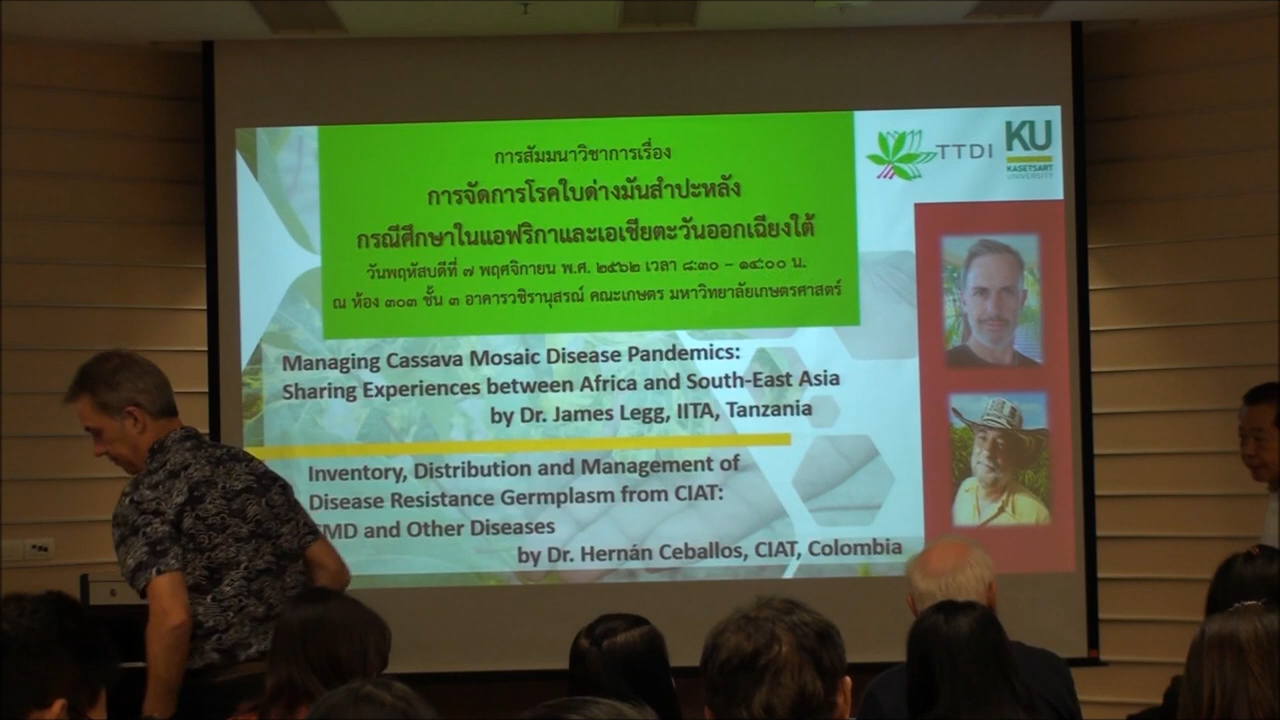 การสัมมนาวิชาการเรื่อง
การจัดการโรคใบด่างมันสำปะหลัง
กรณีศึกษาในแอฟริกาและเอเชียตะวันออกเฉียงใต้
วันพฤหัสบดีที่ ๗ พฤศจิกายน พ.ศ. ๒๕๖๒ เวลา ๘:๓๐ – ๑๔:๐๐ น.
ณ ห้อง ๓๐๓ ชั้น ๓ อาคารวชิรานุสรณ์ คณะเกษตร มหาวิทยาลัยเกษตรศาสตร์
TTDI
KU
KASETSART
UNIVERSITY
Managing Cassava Mosaic Disease Pandemics:
Sharing Experiences between Africa and South-East Asia
by Dr. James Legg, IITA, Tanzania
Inventory, Distribution and Management of
Disease Resistance Germplasm from CIAT:
MD and Other Diseases
by Dr. Hernán Ceballos, CIAT, Colombia